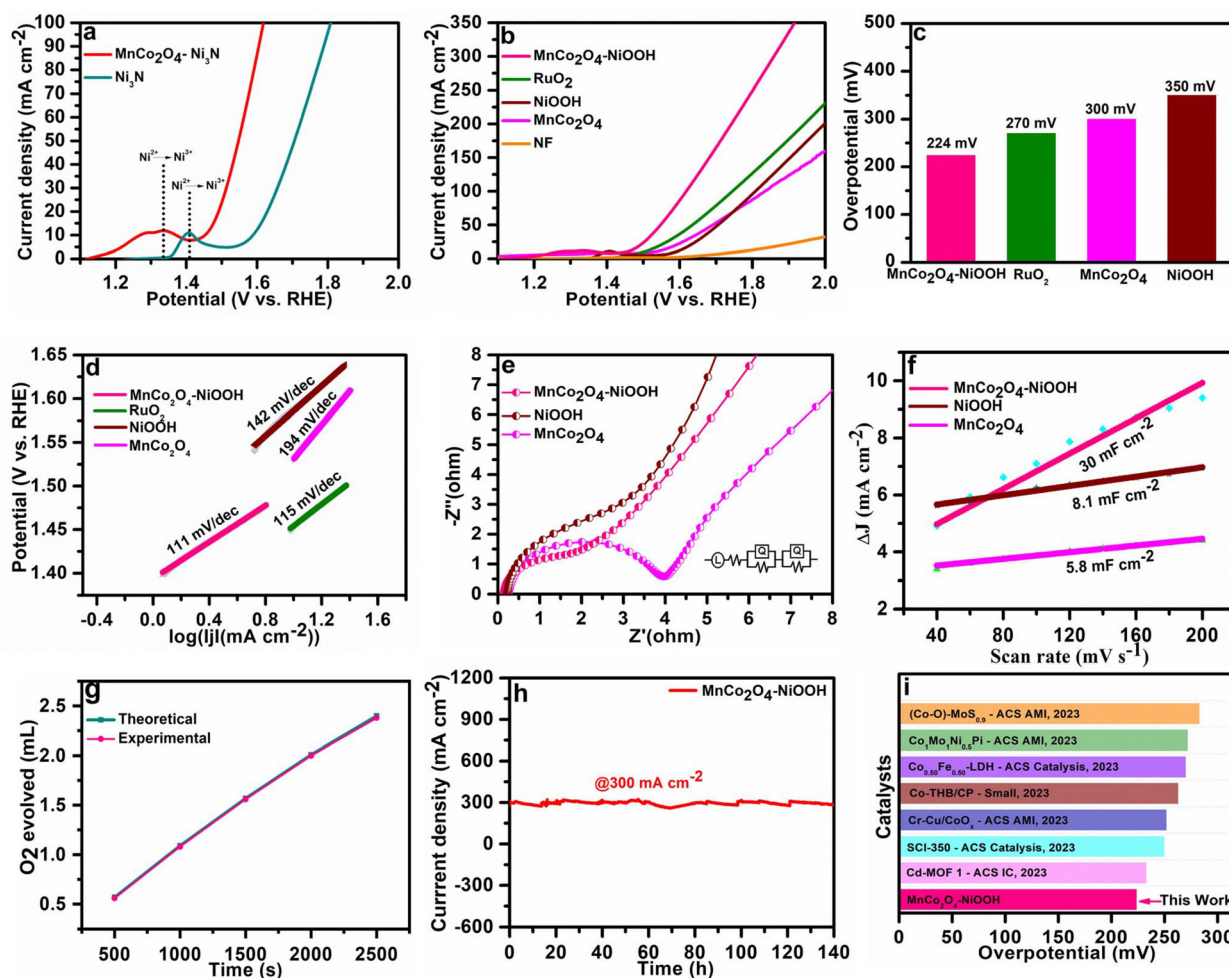 a
MnCo₂O₄- Ni₃N
Ni₃N
Ni²⁺ → Ni³⁺
Ni²⁺ → Ni³⁺
100
90
80
70
60
50
40
30
20
10
0
Current density (mA cm⁻²)
1.2 1.4 1.6 1.8 2.0
Potential (V vs. RHE)
b
MnCo₂O₄-NiOOH
RuO₂
NiOOH
MnCo₂O₄
NF
350
300
250
200
150
100
50
0
Current density (mA cm⁻²)
1.2 1.4 1.6 1.8 2.0
Potential (V vs. RHE)
c
500
400
300
200
100
0
Overpotential (mV)
224 mV
270 mV
300 mV
350 mV
MnCo₂O₄-NiOOH RuO₂ MnCo₂O₄ NiOOH
d
MnCo₂O₄-NiOOH
RuO₂
NiOOH
MnCo₂O₄
142 mV/dec
194 mV/dec
115 mV/dec
111 mV/dec
1.65
1.60
1.55
1.50
1.45
1.40
Potential (V vs. RHE)
-0.4 0.0 0.4 0.8 1.2 1.6
log(IjI(mA cm⁻²))
e
MnCo₂O₄-NiOOH
NiOOH
MnCo₂O₄
L
Q
Q
-8
-7
-6
-5
-4
-3
-2
-1
0
-Z''(ohm)
0 1 2 3 4 5 6 7 8
Z'(ohm)
f
MnCo₂O₄-NiOOH
NiOOH
MnCo₂O₄
30 mF cm⁻²
8.1 mF cm⁻²
5.8 mF cm⁻²
10
8
6
4
2
ΔJ (mA cm⁻²)
40 80 120 160 200
Scan rate (mV s⁻¹)
g
Theoretical
Experimental
2.5
2.0
1.5
1.0
0.5
O2 evolved (mL)
500 1000 1500 2000 2500
Time (s)
h
MnCo₂O₄-NiOOH
@300 mA cm⁻²
1200
900
600
300
0
-300
-600
Currrent density (mA cm⁻²)
0 20 40 60 80 100 120 140
Time (h)
i
(Co-O)-MoS₀.₉ - ACS AMI, 2023
Co₁Mo₁Ni₀.₅Pi - ACS AMI, 2023
Co₀.₅₀Fe₀.₅₀-LDH - ACS Catalysis, 2023
Co-THB/CP - Small, 2023
Cr-Cu/CoOₓ - ACS AMI, 2023
SCI-350 - ACS Catalysis, 2023
Cd-MOF 1 - ACS IC, 2023
MnCo₂O₄-NiOOH
This Work
Catalysts
0 50 100 150 200 250 300
Overpotential (mV)